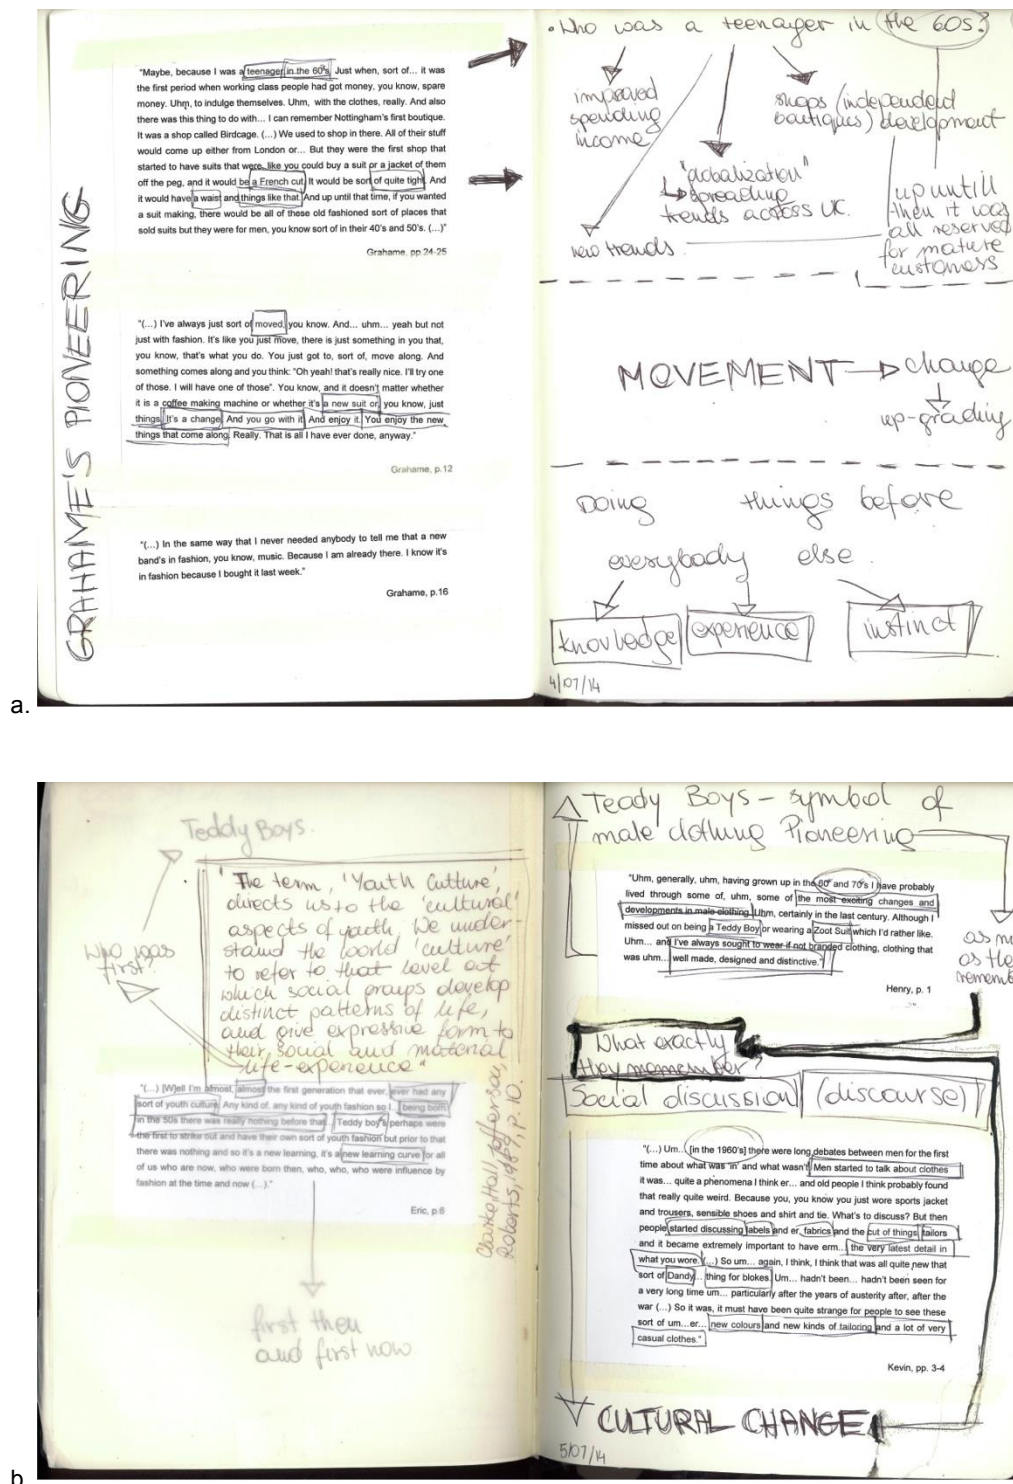 GRAHAME'S PIONEERING
"Maybe, because I was a teenager in the 60's. Just when, sort of... it was
the first period when working class people had got money, you know, spare
money. Uhm, to indulge themselves. Uhm, with the clothes, really. And also
there was this thing to do with... I can remember Nottingham's first boutique.
It was a shop called Birdcage. (...) We used to shop in there. All of their stuff
would come up either from London or... But they were the first shop that
started to have suits that were, like you could buy a suit or a jacket of them
off the peg, and it would be a French cut. It would be sort of quite tight. And
it would have a waist and things like that. And up until that time, if you wanted
a suit making, there would be all of these old fashioned sort of places that
sold suits but they were for men, you know sort of in their 40's and 50's. (...)"
Grahame, pp.24-25
"(...) I've always just sort of moved, you know. And... uhm... yeah but not
just with fashion. It's like you just move, there is just something in you that,
you know, that's what you do. You just got to, sort of, move along. And
something comes along and you think: "Oh yeah! that's really nice. I'll try one
of those. I will have one of those". You know, and it doesn't matter whether
it is a coffee making machine or whether it's a new suit or, you know, just
things. It's a change. And you go with it. And enjoy it. You enjoy the new
things that come along. Really. That is all I have ever done, anyway."
Grahame, p.12
"(...) In the same way that I never needed anybody to tell me that a new
band's in fashion, you know, music. Because I am already there. I know it's
in fashion because I bought it last week."
Grahame, p.16
• Who was a teenager in the 60s?
improved
spending
income
shops (independent
boutiques) development
"globalization"
spreading
trends across UK.
new trends
up untill
then it was
all reserved
for mature
customers
MOVEMENT change
up-grading
Doing things before
everybody else
knowledge experience instinct
4/07/14
a.
Teddy Boys.
Who was
first?
"The term, 'Youth Culture',
directs us to the 'cultural'
aspects of youth. We under-
stand the world 'culture'
to refer to that level at
which social groups develop
distinct patterns of life,
and give expressive form to
their social and material
life-experience"
Clarke, Hall, Jefferson,
Roberts, p. 10.
"(...) [W]ell I'm almost, almost the first generation that ever, ever had any
sort of youth culture. Any kind of, any kind of youth fashion so I... being born
in the 50s there was really nothing before that... Teddy boy's perhaps were
the first to strike out and have their own sort of youth fashion but prior to that
there was nothing and so it's a new learning, it's a new learning curve for all
of us who are now, who were born then, who, who, who were influence by
fashion at the time and now (...)."
Eric, p.6
first then
and first now
Teddy Boys - symbol of
male clothing Pioneering
"Uhm, generally, uhm, having grown up in the 60' and 70's I have probably
lived through some of, uhm, some of the most exciting changes and
developments in male clothing. Uhm, certainly in the last century. Although I
missed out on being a Teddy Boy or wearing a Zoot Suit which I'd rather like.
Uhm... and I've always sought to wear if not branded clothing, clothing that
was uhm... well made, designed and distinctive."
Henry, p. 1
as
as the
What exactly
they
Social discussion (discourse)
"(...) Um... [in the 1960's] there were long debates between men for the first
time about what was 'in' and what wasn't. Men started to talk about clothes
it was... quite a phenomena I think er... and old people I think probably found
that really quite weird. Because you, you know you just wore sports jacket
and trousers, sensible shoes and shirt and tie. What's to discuss? But then
people started discussing labels and er, fabrics and the cut of things, tailors
and it became extremely important to have erm... the very latest detail in
what you wore. (...) So um... again, I think, I think that was all quite new that
sort of Dandy... thing for blokes. Um... hadn't been... hadn't been seen for
a very long time um... particularly after the years of austerity after, after the
war (...) So it was, it must have been quite strange for people to see these
sort of um...er... new colours and new kinds of tailoring and a lot of very
casual clothes."
Kevin, pp. 3-4
CULTURAL CHANGE
5/07/14
b.